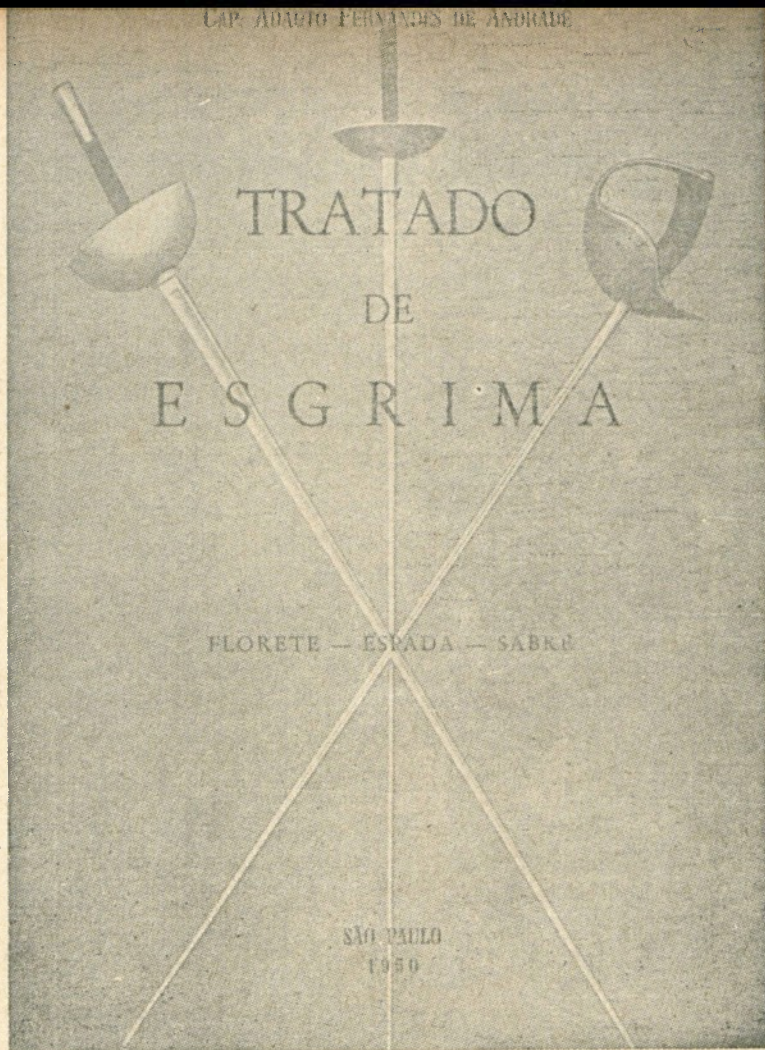 CAP. ADAUTO FERNANDES DE ANDRADE
TRATADO
DE
ESGRIMA
FLORETE — ESPADA — SABRE
SÃO PAULO
1950